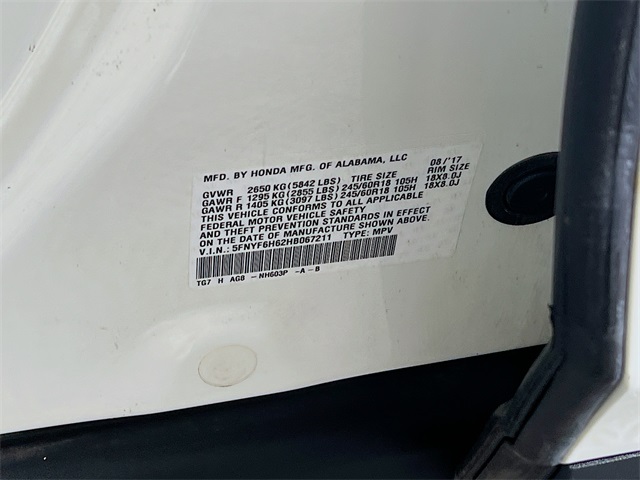 MFD. BY HONDA MFG. OF ALABAMA, LLC 08/'17
GVWR 2650 KG (5842 LBS) TIRE SIZE RIM SIZE
GAWR F 1295 KG (2855 LBS) 245/60R18 105H 18X8.0J
GAWR R 1405 KG (3097 LBS) 245/60R18 105H 18X8.0J
THIS VEHICLE CONFORMS TO ALL APPLICABLE
FEDERAL MOTOR VEHICLE SAFETY
AND THEFT PREVENTION STANDARDS IN EFFECT
ON THE DATE OF MANUFACTURE SHOWN ABOVE.
V.I.N.: 5FNYF6H62HB067211 TYPE: MPV
TG7 H AG8 -NH603P -A -B